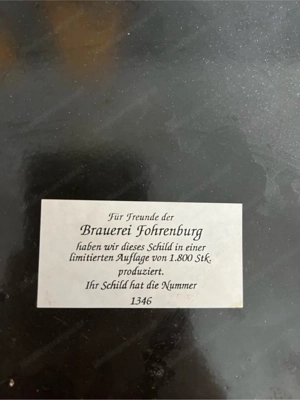 Für Freunde der
Brauerei Fohrenburg
haben wir dieses Schild in einer
limitierten Auflage von 1.800 Stk.
produziert.
Ihr Schild hat die Nummer
1346